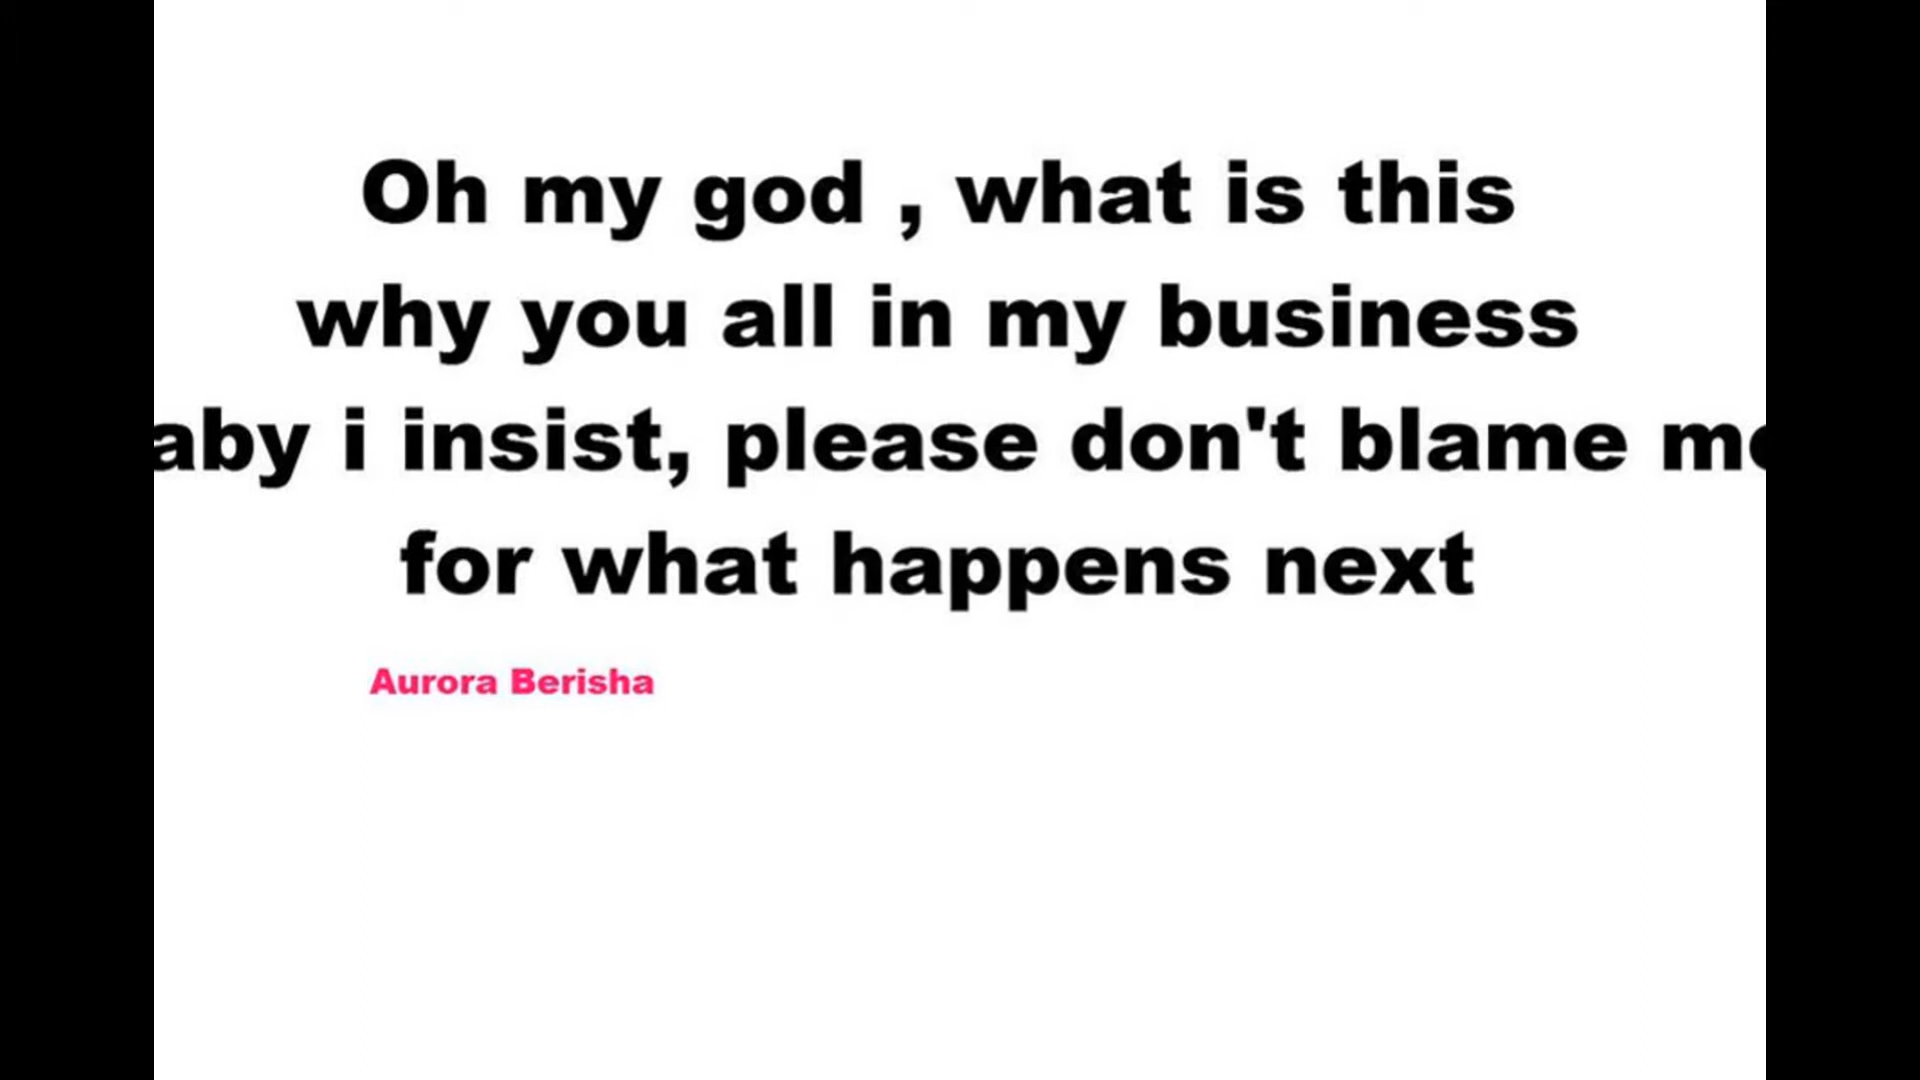 Oh my god , what is this
why you all in my business
aby i insist, please don't blame me
for what happens next
Aurora Berisha